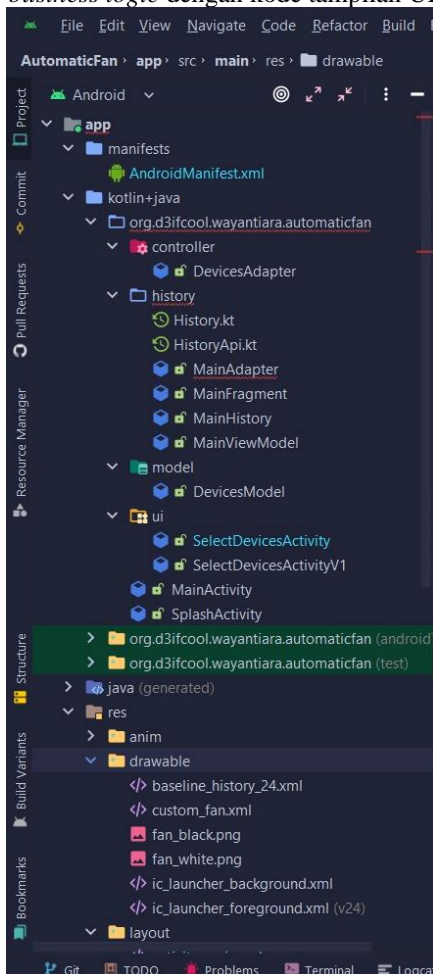 business logic dengan kode tampilan UI
File Edit View Navigate Code Refactor Build
AutomaticFan › app › src › main › res › drawable
Project
Commit
Pull Requests
Resource Manager
Structure
Build Variants
Bookmarks
Android
app
manifests
AndroidManifest.xml
kotlin+java
org.d3ifcool.wayantiara.automaticfan
controller
DevicesAdapter
history
History.kt
HistoryApi.kt
MainAdapter
MainFragment
MainHistory
MainViewModel
model
DevicesModel
ui
SelectDevicesActivity
SelectDevicesActivityV1
MainActivity
SplashActivity
org.d3ifcool.wayantiara.automaticfan (android
org.d3ifcool.wayantiara.automaticfan (test)
java (generated)
res
anim
drawable
baseline_history_24.xml
custom_fan.xml
fan_black.png
fan_white.png
ic_launcher_background.xml
ic_launcher_foreground.xml (v24)
layout
Git TODO Problems Terminal Logcat